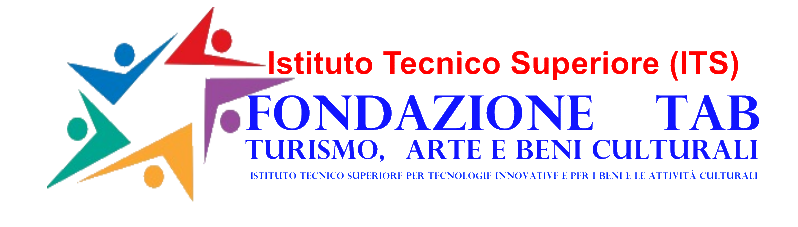 Istituto Tecnico Superiore (ITS)
FONDAZIONE TAB
TURISMO, ARTE E BENI CULTURALI
ISTITUTO TECNICO SUPERIORE PER TECNOLOGIE INNOVATIVE E PER I BENI E LE ATTIVITÀ CULTURALI